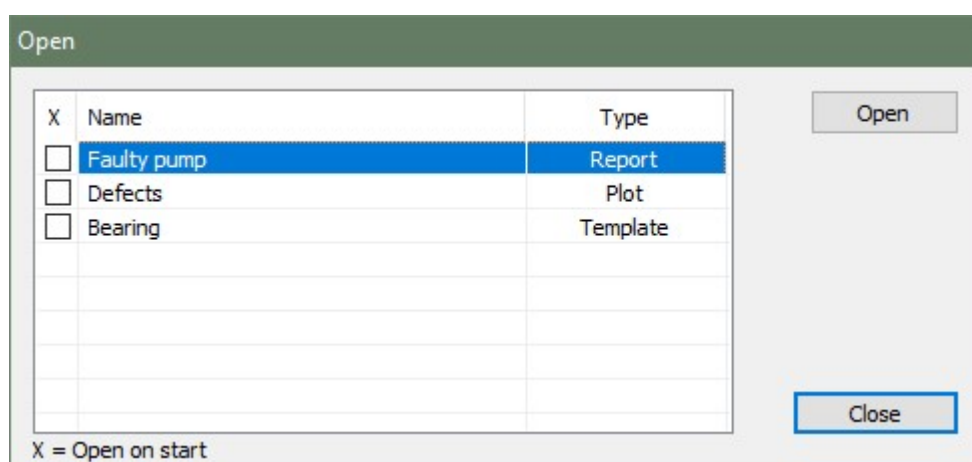 Open
X Name Type Open
Faulty pump Report
Defects Plot
Bearing Template
Close
X = Open on start